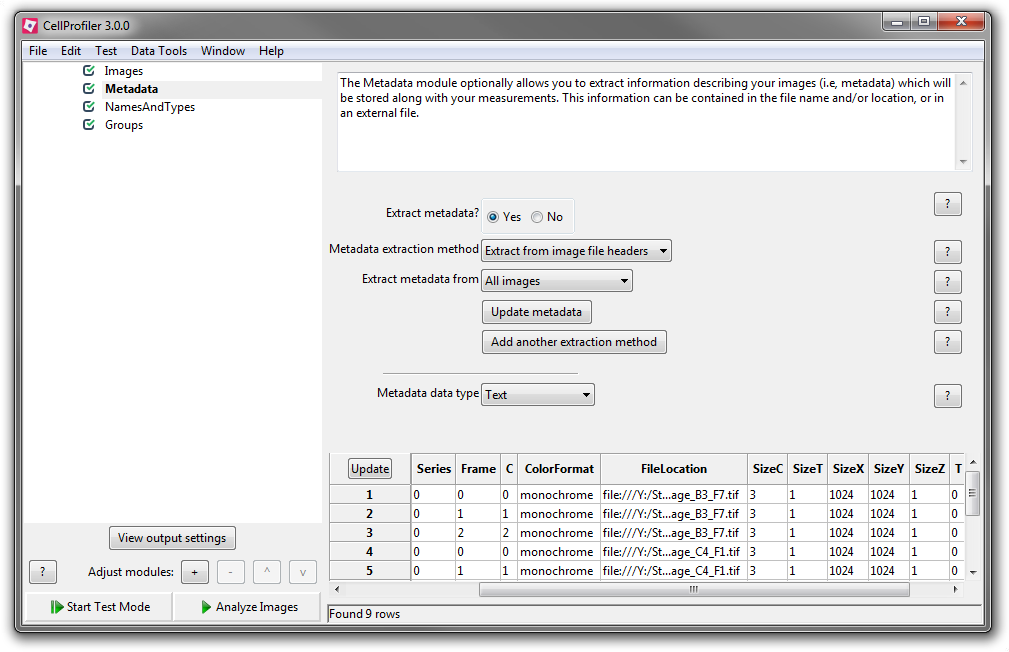 CellProfiler 3.0.0
File Edit Test Data Tools Window Help
Images
Metadata
NamesAndTypes
Groups
The Metadata module optionally allows you to extract information describing your images (i.e, metadata) which will
be stored along with your measurements. This information can be contained in the file name and/or location, or in
an external file.
Extract metadata? Yes No ?
Metadata extraction method Extract from image file headers ?
Extract metadata from All images ?
Update metadata ?
Add another extraction method ?
Metadata data type Text ?
Update Series Frame C ColorFormat FileLocation SizeC SizeT SizeX SizeY SizeZ T
1 0 0 0 monochrome file:///Y:/St...age_B3_F7.tif 3 1 1024 1024 1 0
2 0 1 1 monochrome file:///Y:/St...age_B3_F7.tif 3 1 1024 1024 1 0
3 0 2 2 monochrome file:///Y:/St...age_B3_F7.tif 3 1 1024 1024 1 0
4 0 0 0 monochrome file:///Y:/St...age_C4_F1.tif 3 1 1024 1024 1 0
5 0 1 1 monochrome file:///Y:/St...age_C4_F1.tif 3 1 1024 1024 1 0
View output settings
? Adjust modules: + - ^ v
Start Test Mode Analyze Images
Found 9 rows